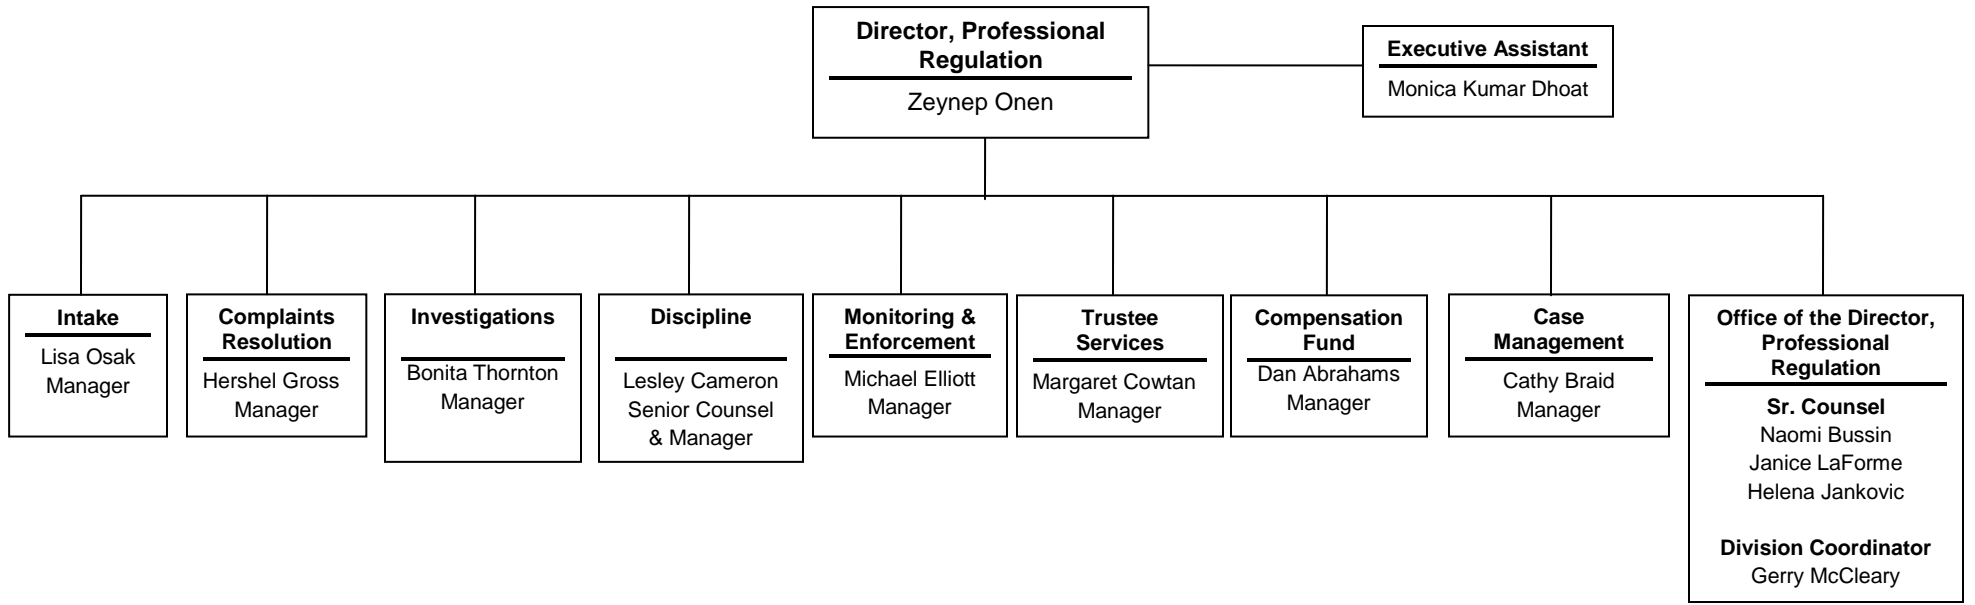 Director, Professional
Regulation
Zeynep Onen
Executive Assistant
Monica Kumar Dhoat
Intake
Lisa Osak
Manager
Complaints
Resolution
Hershel Gross
Manager
Investigations
Bonita Thornton
Manager
Discipline
Lesley Cameron
Senior Counsel
& Manager
Monitoring &
Enforcement
Michael Elliott
Manager
Trustee
Services
Margaret Cowtan
Manager
Compensation
Fund
Dan Abrahams
Manager
Case
Management
Cathy Braid
Manager
Office of the Director,
Professional
Regulation
Sr. Counsel
Naomi Bussin
Janice LaForme
Helena Jankovic
Division Coordinator
Gerry McCleary